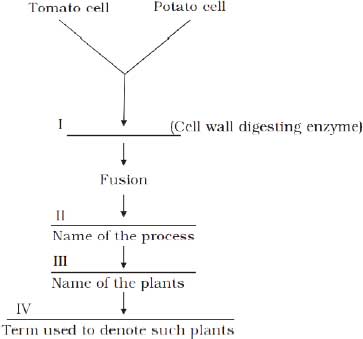 Tomato cell Potato cell
I (Cell wall digesting enzyme)
Fusion
II
Name of the process
III
Name of the plants
IV
Term used to denote such plants